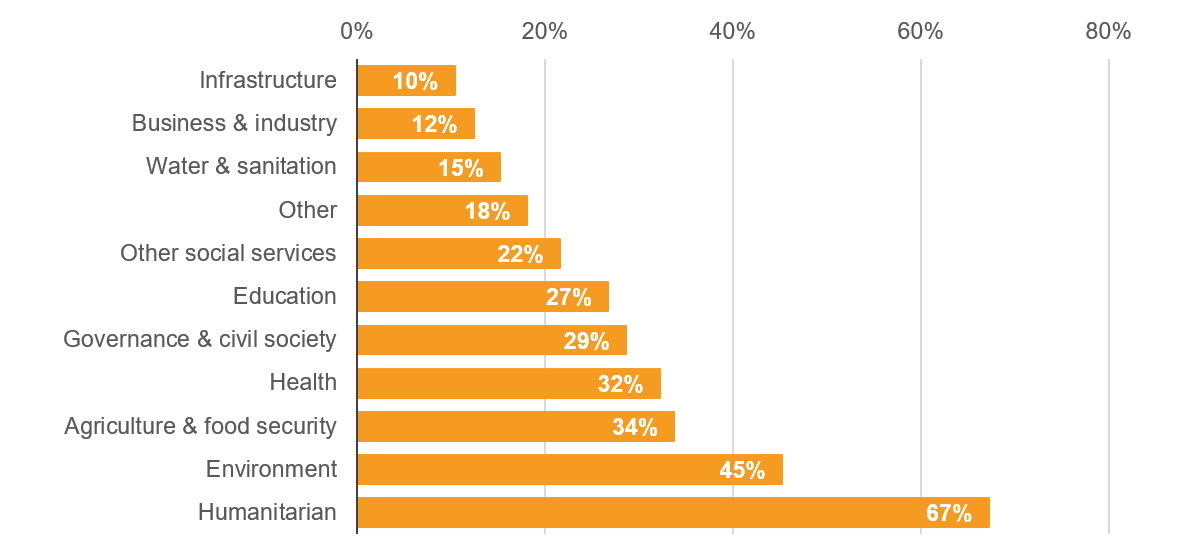 0% 20% 40% 60% 80%
Infrastructure 10%
Business & industry 12%
Water & sanitation 15%
Other 18%
Other social services 22%
Education 27%
Governance & civil society 29%
Health 32%
Agriculture & food security 34%
Environment 45%
Humanitarian 67%